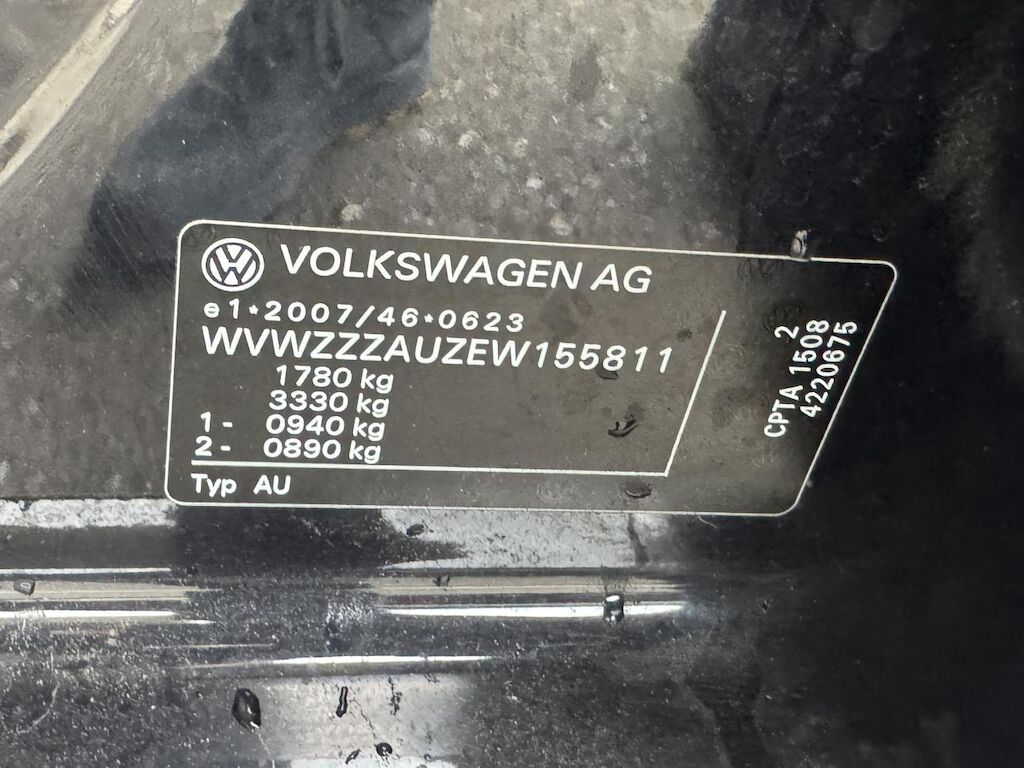 VOLKSWAGEN AG
e1*2007/46*0623
WVWZZZAUZEW155811
1780 kg
3330 kg
1- 0940 kg
2- 0890 kg
Typ AU
2
CPTA 1508
4220675